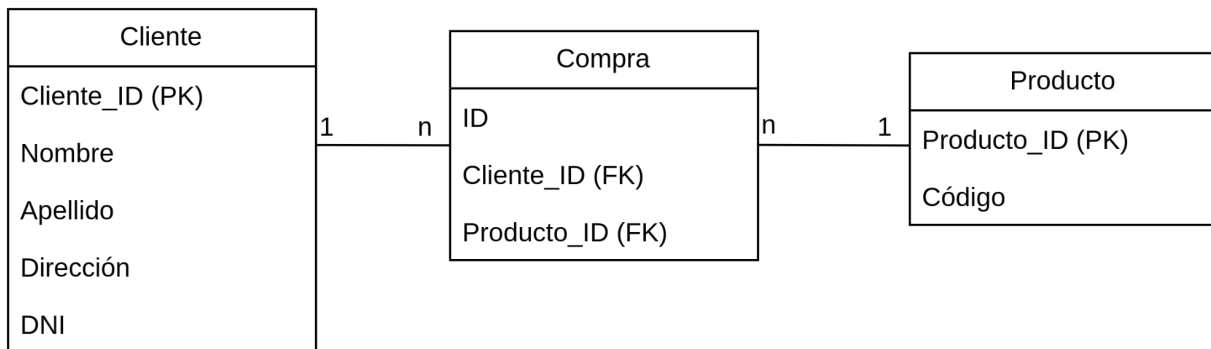 Cliente
Cliente_ID (PK)
Nombre
Apellido
Dirección
DNI
1
n
Compra
ID
Cliente_ID (FK)
Producto_ID (FK)
n
1
Producto
Producto_ID (PK)
Código